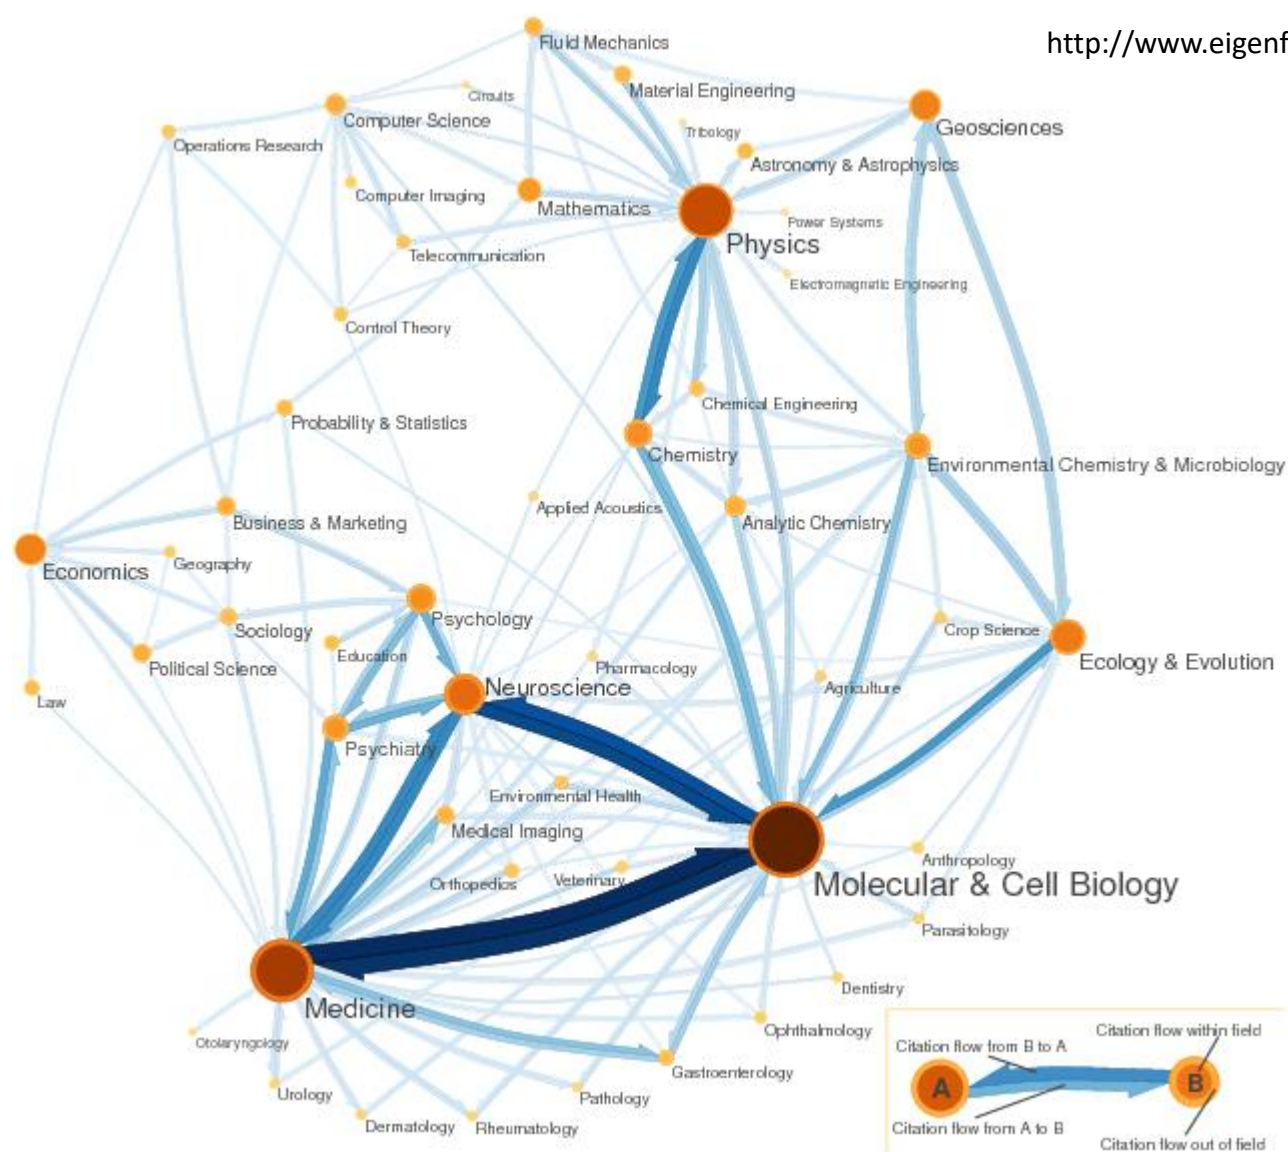 http://www.eigenf
Fluid Mechanics
Material Engineering
Circuits
Computer Science
Geosciences
Tribology
Operations Research
Astronomy & Astrophysics
Computer Imaging
Mathematics
Power Systems
Physics
Telecommunication
Electromagnetic Engineering
Control Theory
Chemical Engineering
Probability & Statistics
Chemistry
Environmental Chemistry & Microbiology
Applied Acoustics
Business & Marketing
Analytic Chemistry
Geography
Economics
Psychology
Sociology
Crop Science
Education
Political Science
Pharmacology
Ecology & Evolution
Neuroscience
Agriculture
Law
Psychiatry
Environmental Health
Medical Imaging
Anthropology
Orthopedics
Veterinary
Molecular & Cell Biology
Parasitology
Dentistry
Medicine
Ophthalmology
Otolaryngology
Gastroenterology
Urology
Pathology
Dermatology
Rheumatology
Citation flow within field
Citation flow from B to A
A
B
Citation flow from A to B
Citation flow out of field